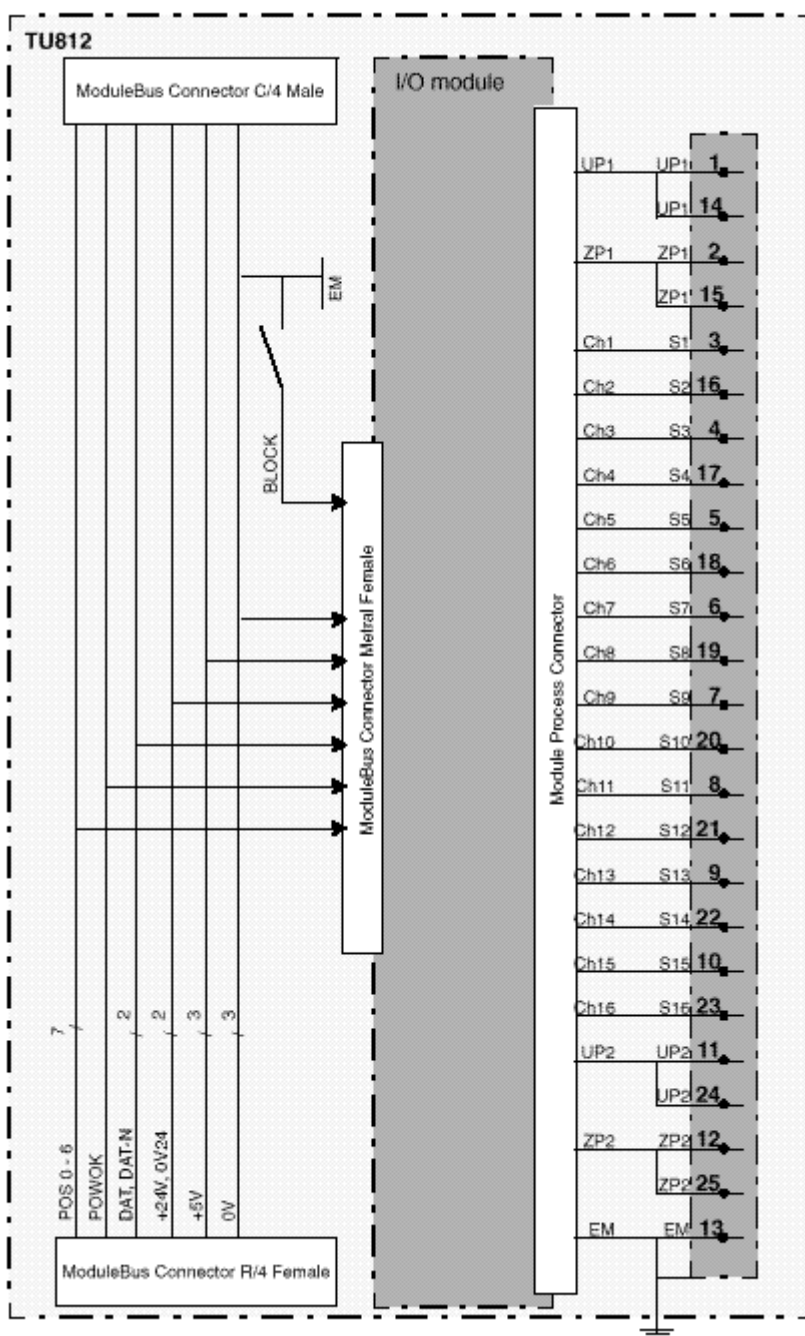 TU812
ModuleBus Connector C/4 Male
I/O module
UP1 UP1 1
UP1 14
ZP1 ZP1 2
ZP1 15
Ch1 S1 3
Ch2 S2 16
Ch3 S3 4
Ch4 S4 17
Ch5 S5 5
Ch6 S6 18
Ch7 S7 6
Ch8 S8 19
Ch9 S9 7
Ch10 S10 20
Ch11 S11 8
Ch12 S12 21
Ch13 S13 9
Ch14 S14 22
Ch15 S15 10
Ch16 S16 23
UP2 UP2 11
UP2 24
ZP2 ZP2 12
ZP2 25
EM EM 13
EM
BLOCK
ModuleBus Connector Metral Female
Module Process Connector
7
2
2
3
3
POS 0 - 6
POWOK
DAT, DAT-N
+24V, 0V24
+5V
0V
ModuleBus Connector R/4 Female